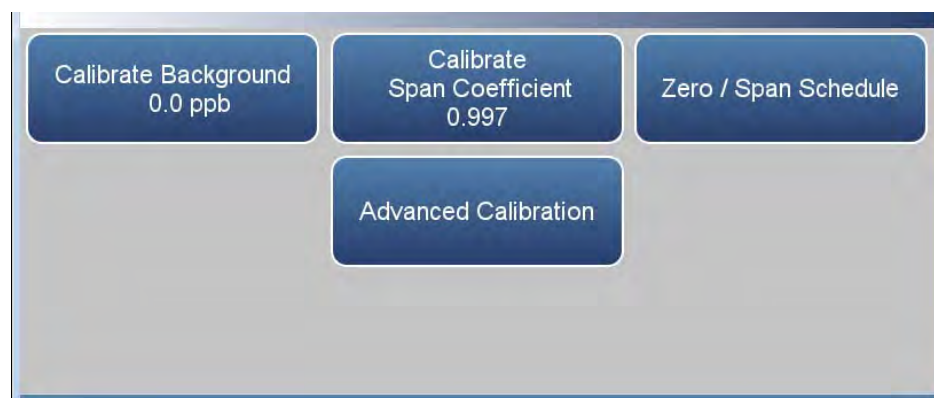 Calibrate Background
0.0 ppb
Calibrate
Span Coefficient
0.997
Zero / Span Schedule
Advanced Calibration